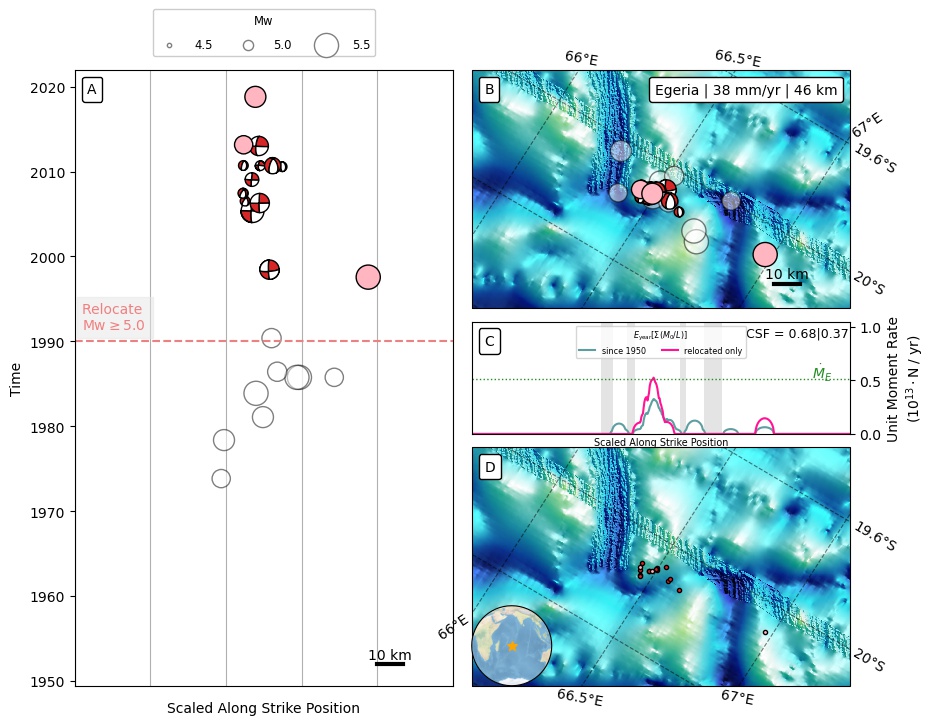 Mw
4.5 5.0 5.5
A
2020
2010
2000
1990
1980
1970
1960
1950
Time
Relocate
Mw ≥ 5.0
10 km
Scaled Along Strike Position
66°E 66.5°E
B
Egeria | 38 mm/yr | 46 km
67°E
19.6°S
10 km
20°S
C
E_year[Σ(M₀/L)]
since 1950 relocated only
CSF = 0.68|0.37
Ṁ_E
1.0
0.5
0.0
Unit Moment Rate
(10¹³ · N / yr)
Scaled Along Strike Position
D
19.6°S
66°E
20°S
66.5°E 67°E